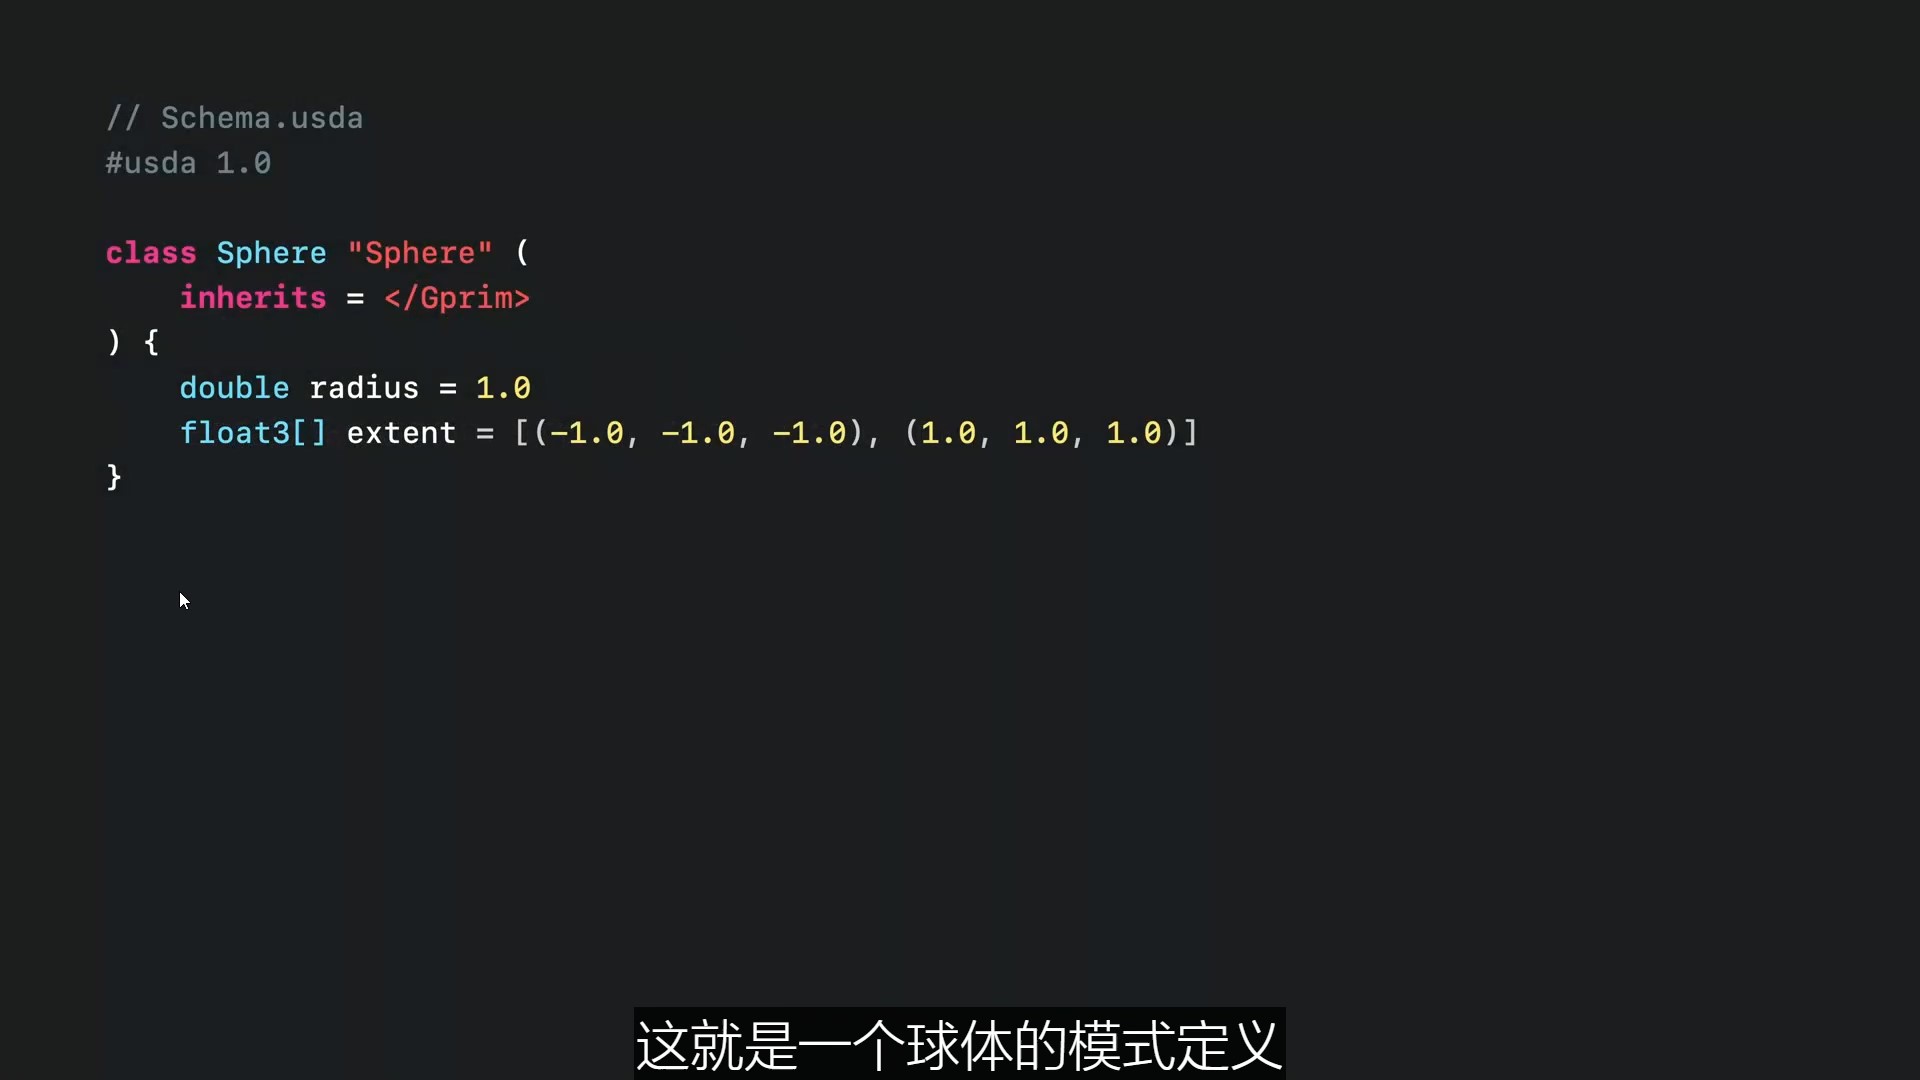 // Schema.usda
#usda 1.0
class Sphere "Sphere" (
    inherits = </Gprim>
) {
    double radius = 1.0
    float3[] extent = [(-1.0, -1.0, -1.0), (1.0, 1.0, 1.0)]
}
这就是一个球体的模式定义